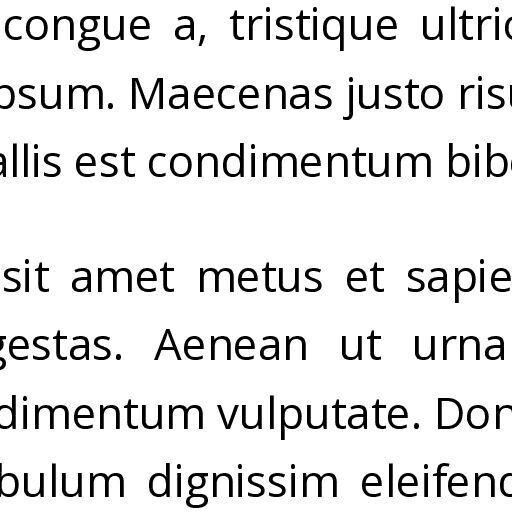 congue a, tristique ultric
psum. Maecenas justo risu
allis est condimentum bibe
sit amet metus et sapie
gestas. Aenean ut urna
dimentum vulputate. Don
bulum dignissim eleifend